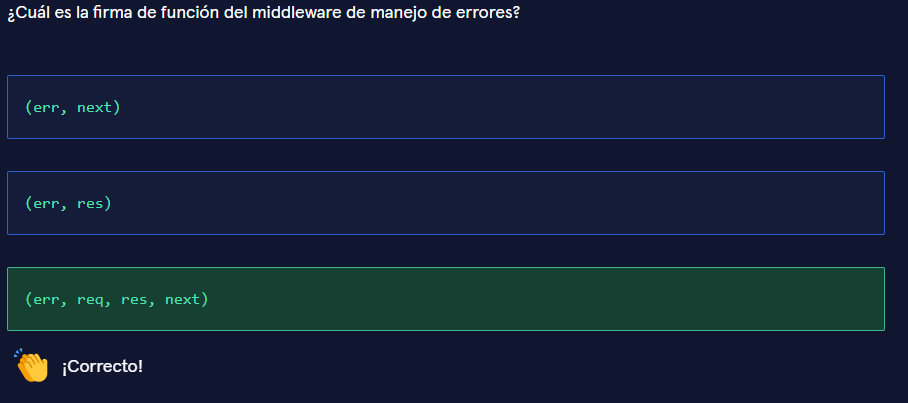 ¿Cuál es la firma de función del middleware de manejo de errores?
(err, next)
(err, res)
(err, req, res, next)
¡Correcto!